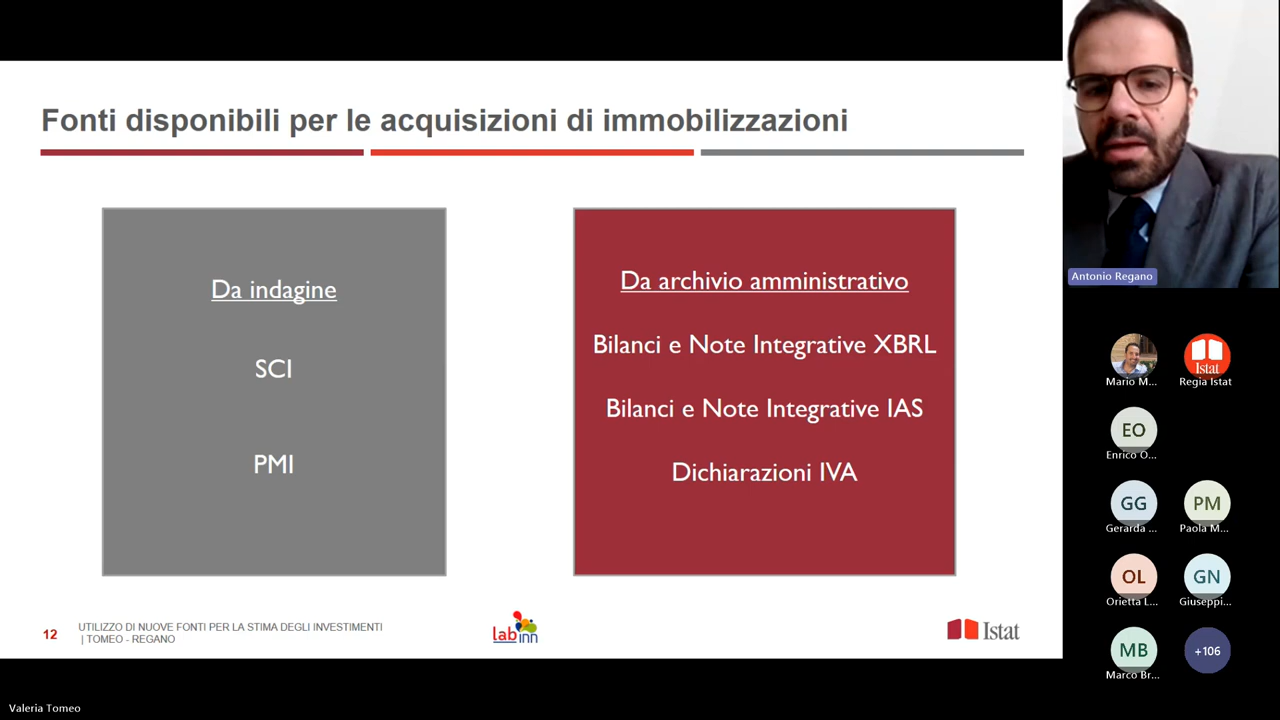 Fonti disponibili per le acquisizioni di immobilizzazioni
Da indagine
SCI
PMI
Da archivio amministrativo
Bilanci e Note Integrative XBRL
Bilanci e Note Integrative IAS
Dichiarazioni IVA
12
UTILIZZO DI NUOVE FONTI PER LA STIMA DEGLI INVESTIMENTI
| TOMEO - REGANO
lab inn
Istat
Antonio Regano
Istat
Mario M...
Regia Istat
EO
Enrico O...
GG
PM
Gerarda ...
Paola M...
OL
GN
Orietta L...
Giuseppi...
MB
+106
Marco Br...
Valeria Tomeo